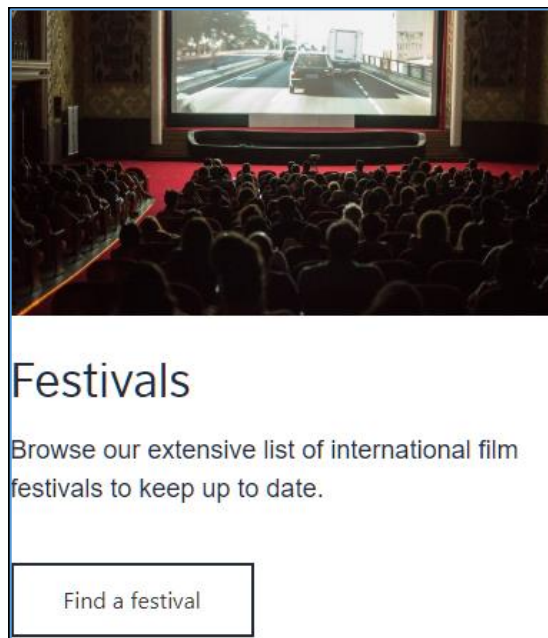 Festivals
Browse our extensive list of international film
festivals to keep up to date.
Find a festival